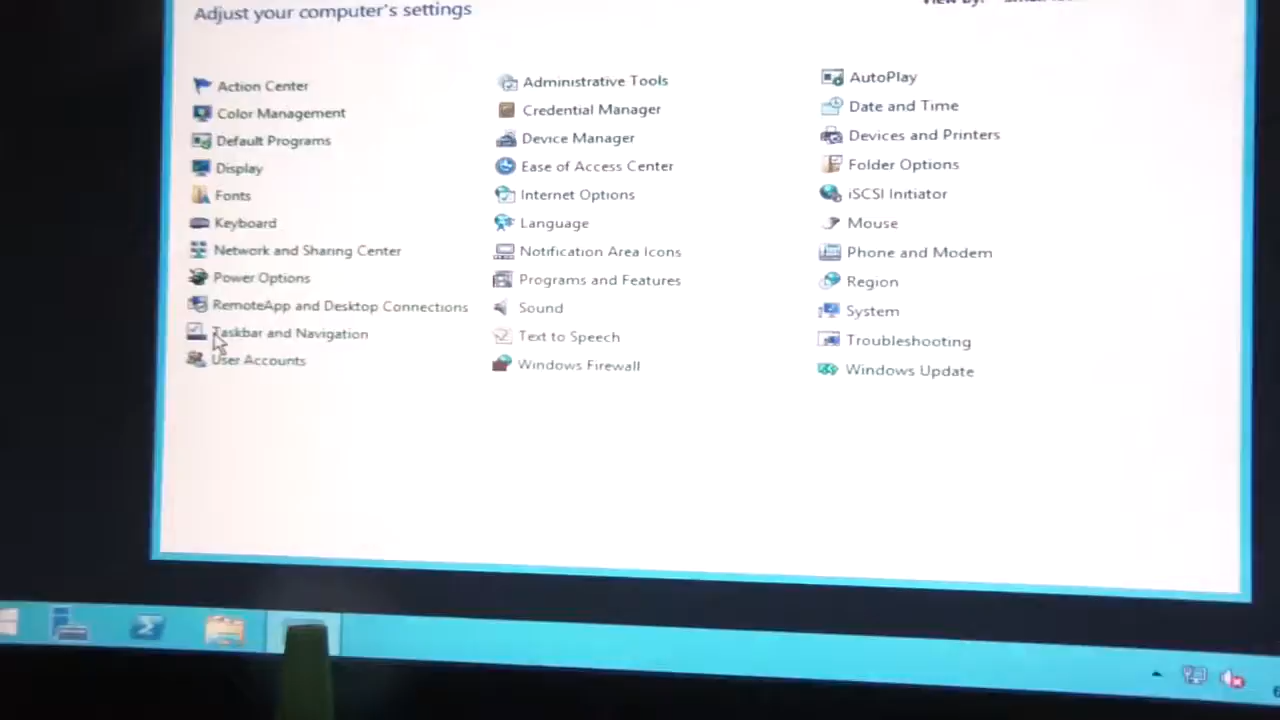 Adjust your computer's settings
View by:
Action Center
Administrative Tools
AutoPlay
Color Management
Credential Manager
Date and Time
Default Programs
Device Manager
Devices and Printers
Display
Ease of Access Center
Folder Options
Fonts
Internet Options
iSCSI Initiator
Keyboard
Language
Mouse
Network and Sharing Center
Notification Area Icons
Phone and Modem
Power Options
Programs and Features
Region
RemoteApp and Desktop Connections
Sound
System
Taskbar and Navigation
Text to Speech
Troubleshooting
User Accounts
Windows Firewall
Windows Update